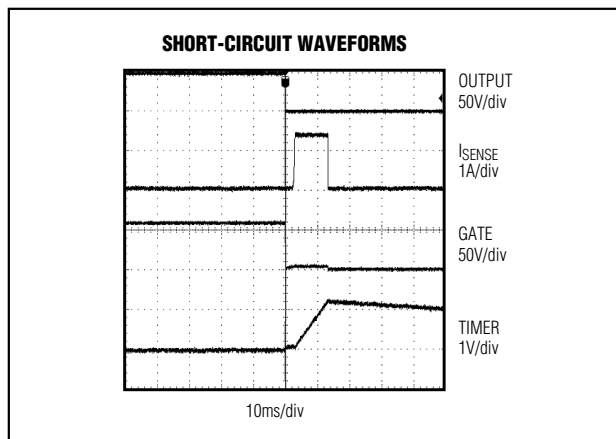 SHORT-CIRCUIT WAVEFORMS
OUTPUT
50V/div
ISENSE
1A/div
GATE
50V/div
TIMER
1V/div
10ms/div